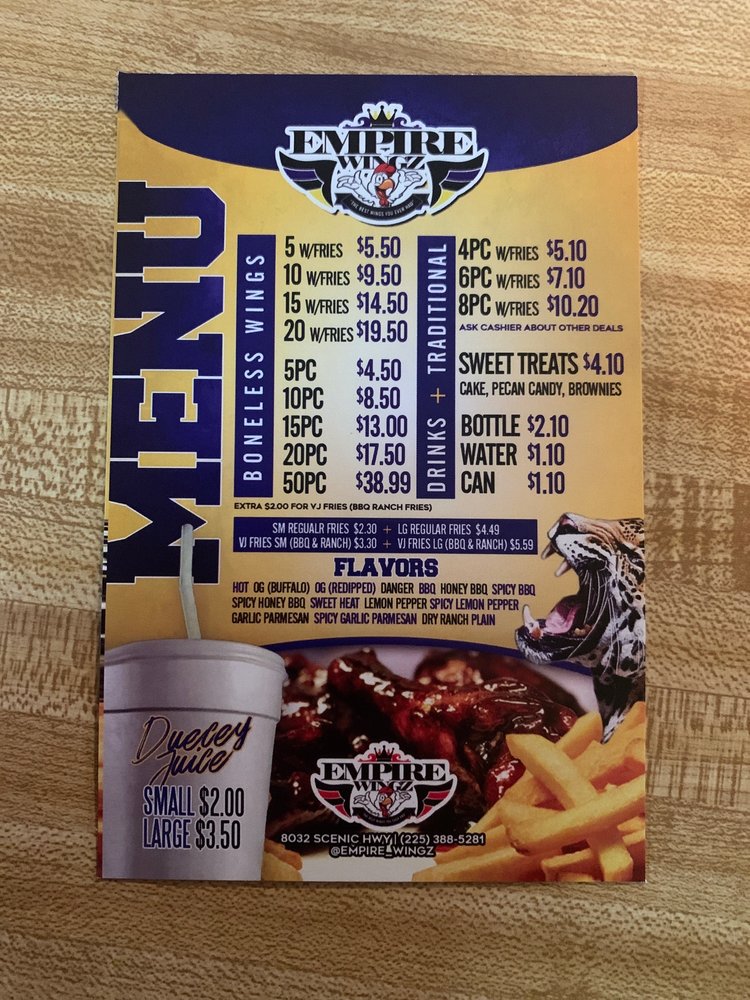 EMPIRE
WINGZ
"THE BEST WINGS YOU EVER HAD"
MENU
BONELESS WINGS
5 W/FRIES $5.50
10 W/FRIES $9.50
15 W/FRIES $14.50
20 W/FRIES $19.50
5PC $4.50
10PC $8.50
15PC $13.00
20PC $17.50
50PC $38.99
DRINKS + TRADITIONAL
4PC W/FRIES $5.10
6PC W/FRIES $7.10
8PC W/FRIES $10.20
ASK CASHIER ABOUT OTHER DEALS
SWEET TREATS $4.10
CAKE, PECAN CANDY, BROWNIES
BOTTLE $2.10
WATER $1.10
CAN $1.10
EXTRA $2.00 FOR VJ FRIES (BBQ RANCH FRIES)
SM REGUALR FRIES $2.30 + LG REGULAR FRIES $4.49
VJ FRIES SM (BBQ & RANCH) $3.30 + VJ FRIES LG (BBQ & RANCH) $5.59
FLAVORS
HOT OG (BUFFALO) OG (REDIPPED) DANGER BBQ HONEY BBQ SPICY BBQ
SPICY HONEY BBQ SWEET HEAT LEMON PEPPER SPICY LEMON PEPPER
GARLIC PARMESAN SPICY GARLIC PARMESAN DRY RANCH PLAIN
Duecey
Juice
SMALL $2.00
LARGE $3.50
EMPIRE
WINGZ
8032 SCENIC HWY | (225) 388-5281
@EMPIRE_WINGZ